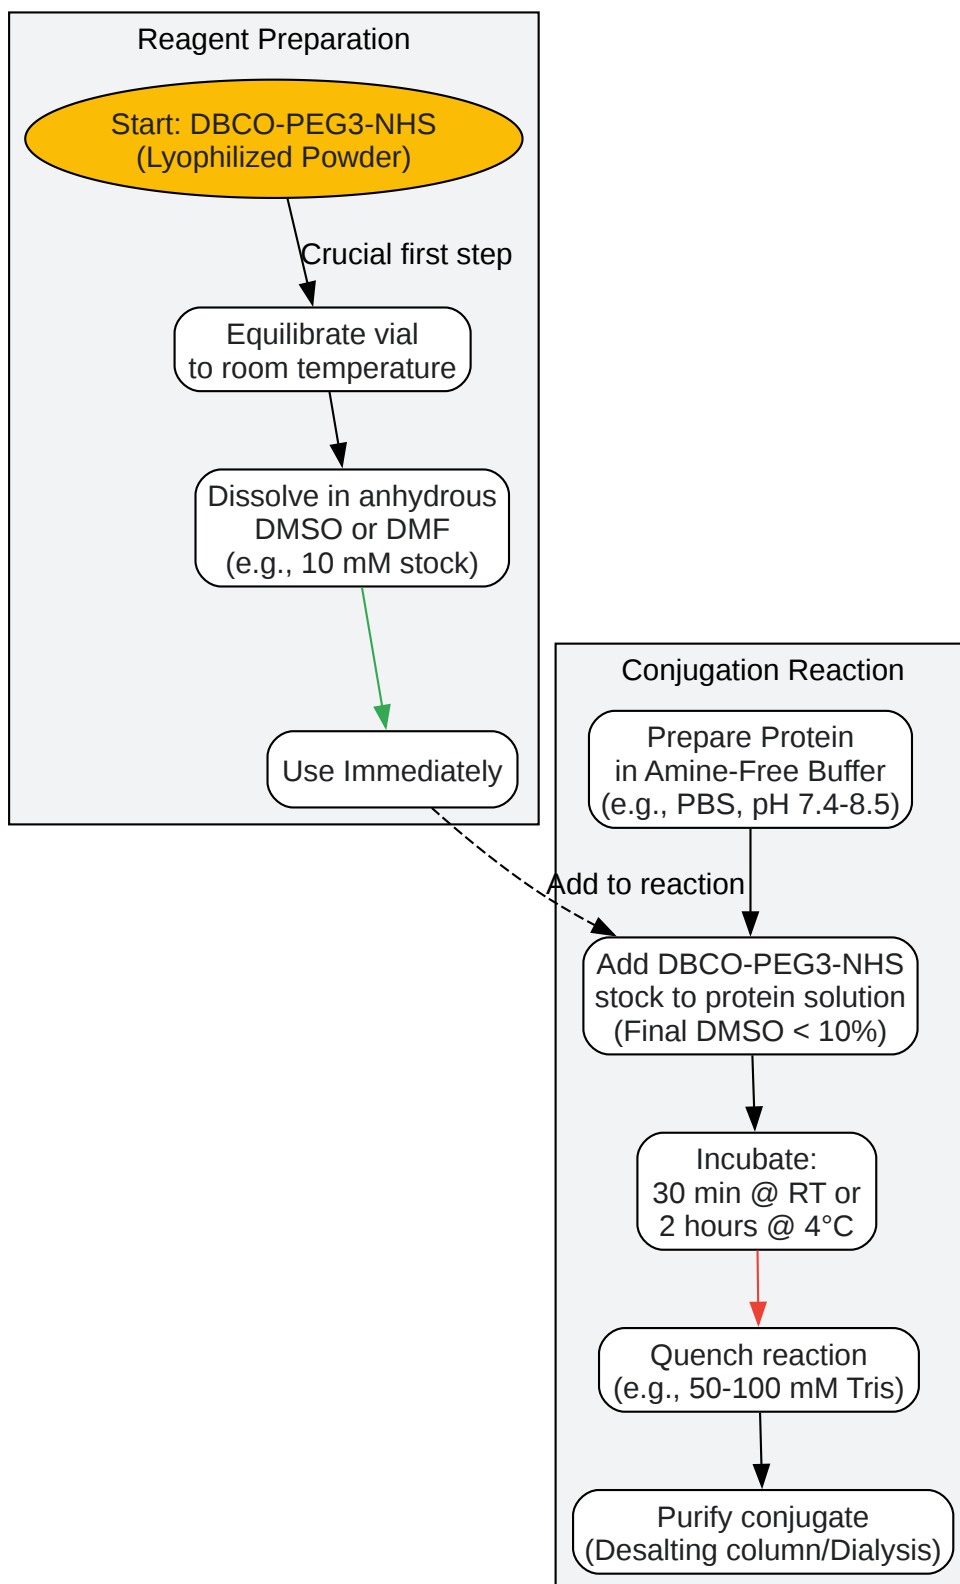 Reagent Preparation
Start: DBCO-PEG3-NHS
(Lyophilized Powder)
Crucial first step
Equilibrate vial
to room temperature
Dissolve in anhydrous
DMSO or DMF
(e.g., 10 mM stock)
Use Immediately
Conjugation Reaction
Prepare Protein
in Amine-Free Buffer
(e.g., PBS, pH 7.4-8.5)
Add to reaction
Add DBCO-PEG3-NHS
stock to protein solution
(Final DMSO < 10%)
Incubate:
30 min @ RT or
2 hours @ 4°C
Quench reaction
(e.g., 50-100 mM Tris)
Purify conjugate
(Desalting column/Dialysis)